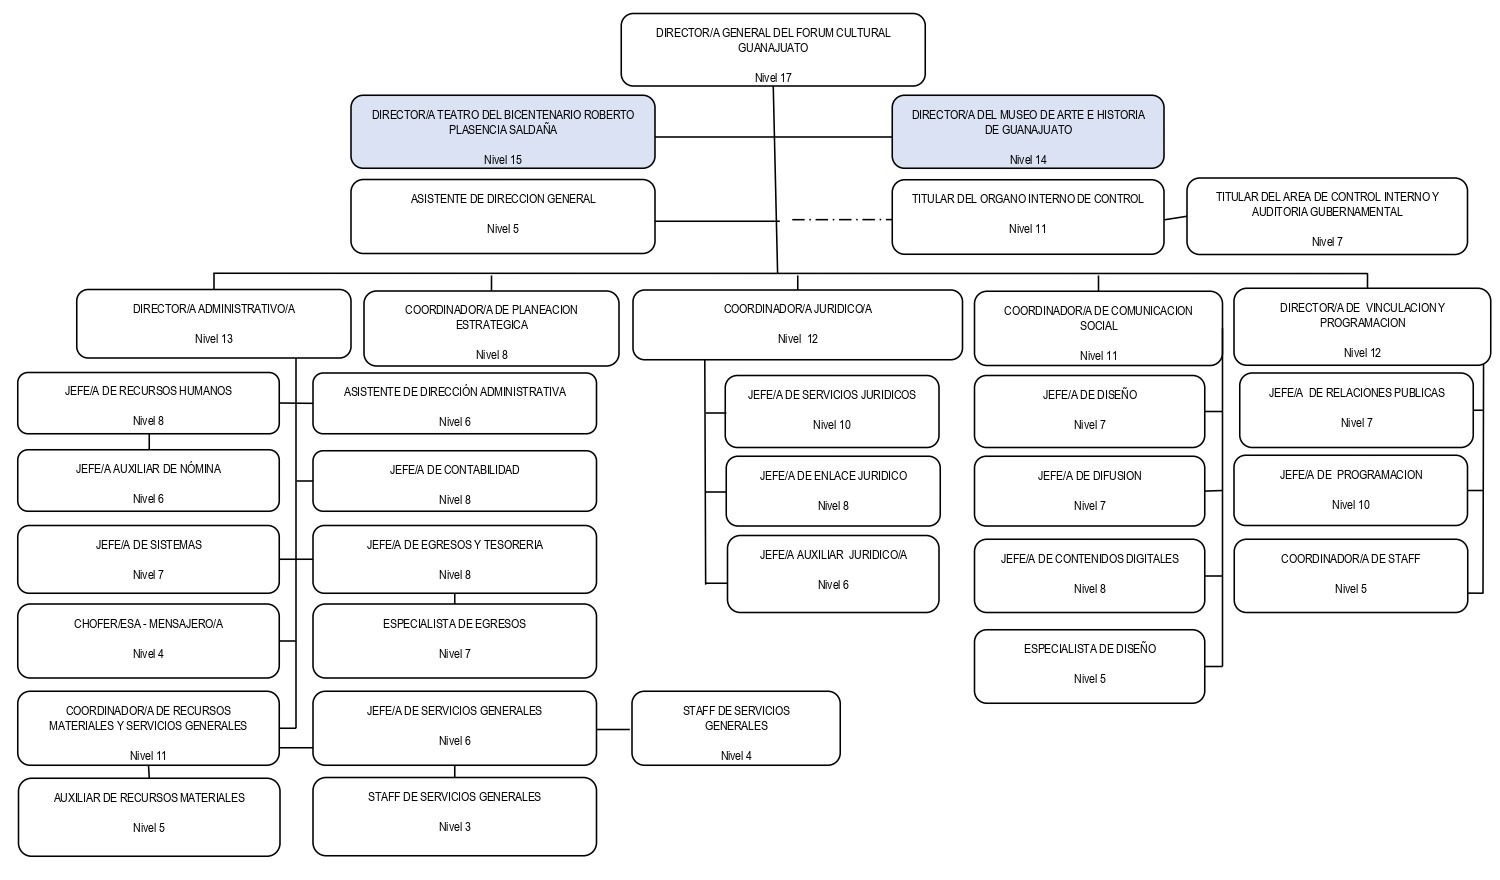 DIRECTOR/A GENERAL DEL FORUM CULTURAL
GUANAJUATO
Nivel 17
DIRECTOR/A TEATRO DEL BICENTENARIO ROBERTO
PLASENCIA SALDAÑA
Nivel 15
DIRECTOR/A DEL MUSEO DE ARTE E HISTORIA
DE GUANAJUATO
Nivel 14
ASISTENTE DE DIRECCION GENERAL
Nivel 5
TITULAR DEL ORGANO INTERNO DE CONTROL
Nivel 11
TITULAR DEL AREA DE CONTROL INTERNO Y
AUDITORIA GUBERNAMENTAL
Nivel 7
DIRECTOR/A ADMINISTRATIVO/A
Nivel 13
COORDINADOR/A DE PLANEACION
ESTRATEGICA
Nivel 8
COORDINADOR/A JURIDICO/A
Nivel 12
COORDINADOR/A DE COMUNICACION
SOCIAL
Nivel 11
DIRECTOR/A DE VINCULACION Y
PROGRAMACION
Nivel 12
JEFE/A DE RECURSOS HUMANOS
Nivel 8
ASISTENTE DE DIRECCIÓN ADMINISTRATIVA
Nivel 6
JEFE/A DE SERVICIOS JURIDICOS
Nivel 10
JEFE/A DE DISEÑO
Nivel 7
JEFE/A DE RELACIONES PUBLICAS
Nivel 7
JEFE/A AUXILIAR DE NÓMINA
Nivel 6
JEFE/A DE CONTABILIDAD
Nivel 8
JEFE/A DE ENLACE JURIDICO
Nivel 8
JEFE/A DE DIFUSION
Nivel 7
JEFE/A DE PROGRAMACION
Nivel 10
JEFE/A DE SISTEMAS
Nivel 7
JEFE/A DE EGRESOS Y TESORERIA
Nivel 8
JEFE/A AUXILIAR JURIDICO/A
Nivel 6
JEFE/A DE CONTENIDOS DIGITALES
Nivel 8
COORDINADOR/A DE STAFF
Nivel 5
CHOFER/ESA - MENSAJERO/A
Nivel 4
ESPECIALISTA DE EGRESOS
Nivel 7
ESPECIALISTA DE DISEÑO
Nivel 5
COORDINADOR/A DE RECURSOS
MATERIALES Y SERVICIOS GENERALES
Nivel 11
JEFE/A DE SERVICIOS GENERALES
Nivel 6
STAFF DE SERVICIOS
GENERALES
Nivel 4
AUXILIAR DE RECURSOS MATERIALES
Nivel 5
STAFF DE SERVICIOS GENERALES
Nivel 3